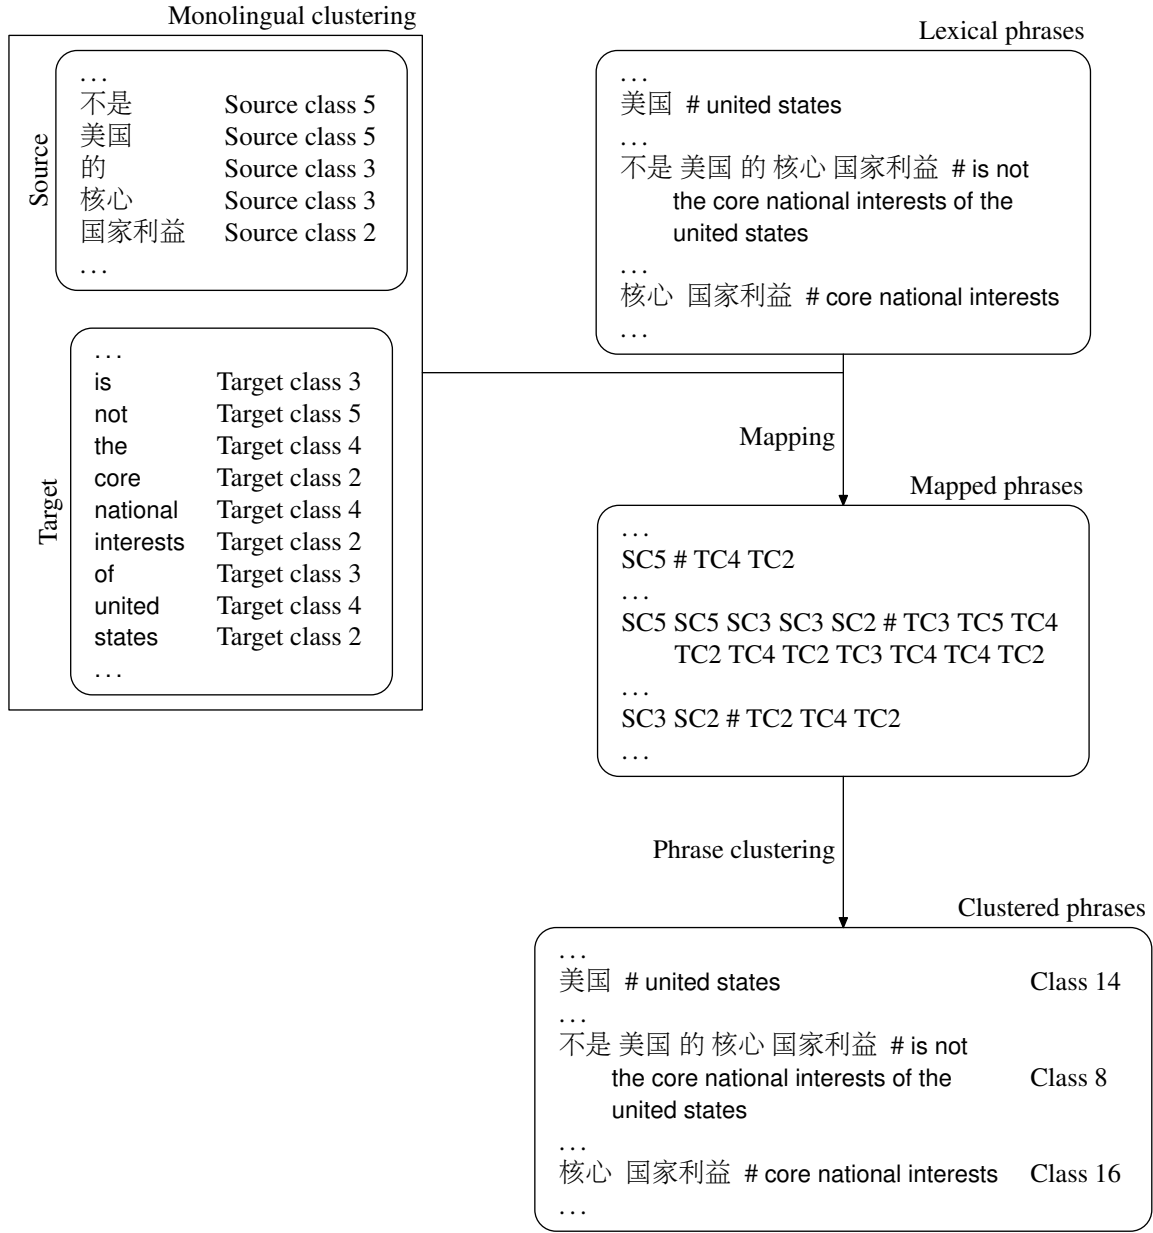 Monolingual clustering
Source
...
不是 Source class 5
美国 Source class 5
的 Source class 3
核心 Source class 3
国家利益 Source class 2
...
Target
...
is Target class 3
not Target class 5
the Target class 4
core Target class 2
national Target class 4
interests Target class 2
of Target class 3
united Target class 4
states Target class 2
...
Lexical phrases
...
美国 # united states
...
不是 美国 的 核心 国家利益 # is not
the core national interests of the
united states
...
核心 国家利益 # core national interests
...
Mapping
Mapped phrases
...
SC5 # TC4 TC2
...
SC5 SC5 SC3 SC3 SC2 # TC3 TC5 TC4
TC2 TC4 TC2 TC3 TC4 TC4 TC2
...
SC3 SC2 # TC2 TC4 TC2
...
Phrase clustering
Clustered phrases
...
美国 # united states Class 14
...
不是 美国 的 核心 国家利益 # is not
the core national interests of the Class 8
united states
...
核心 国家利益 # core national interests Class 16
...